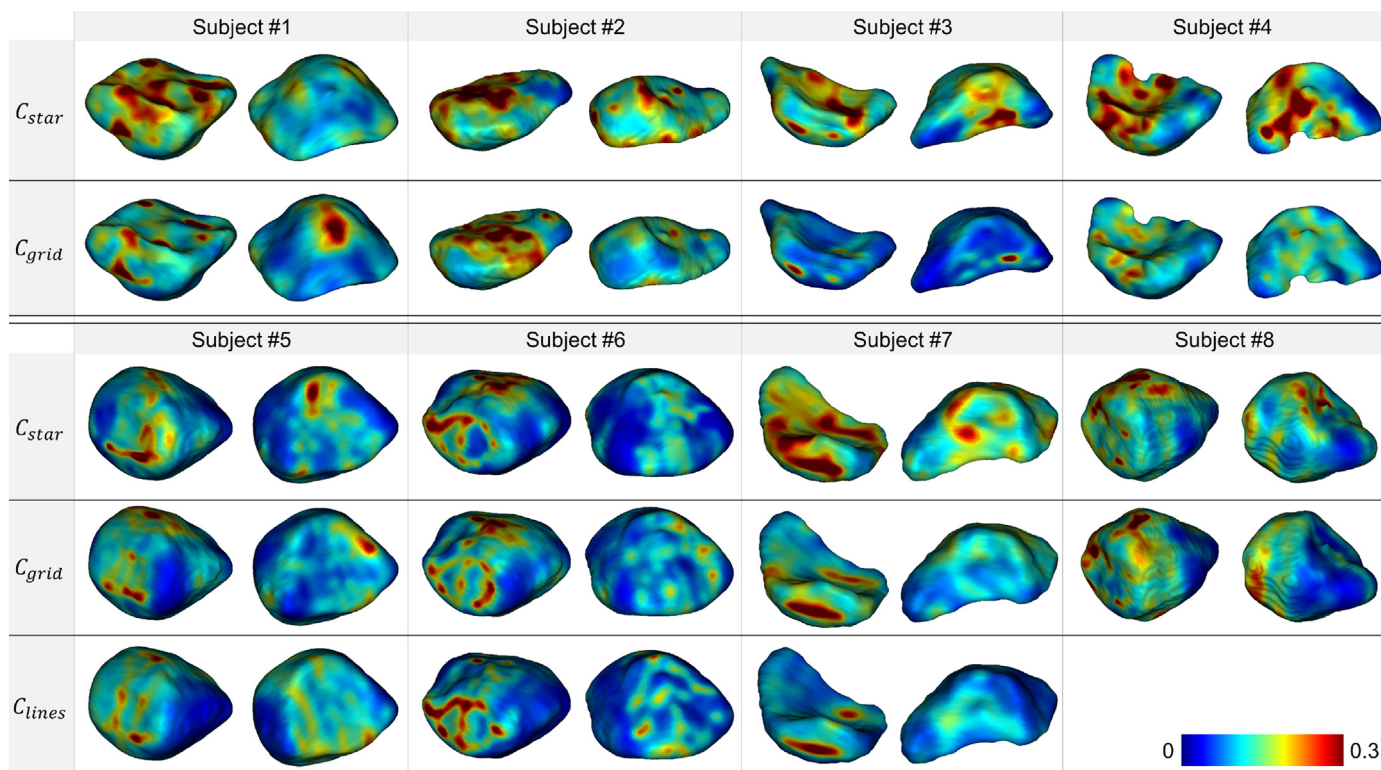 Subject #1 Subject #2 Subject #3 Subject #4
C_star
C_grid
Subject #5 Subject #6 Subject #7 Subject #8
C_star
C_grid
C_lines
0 0.3